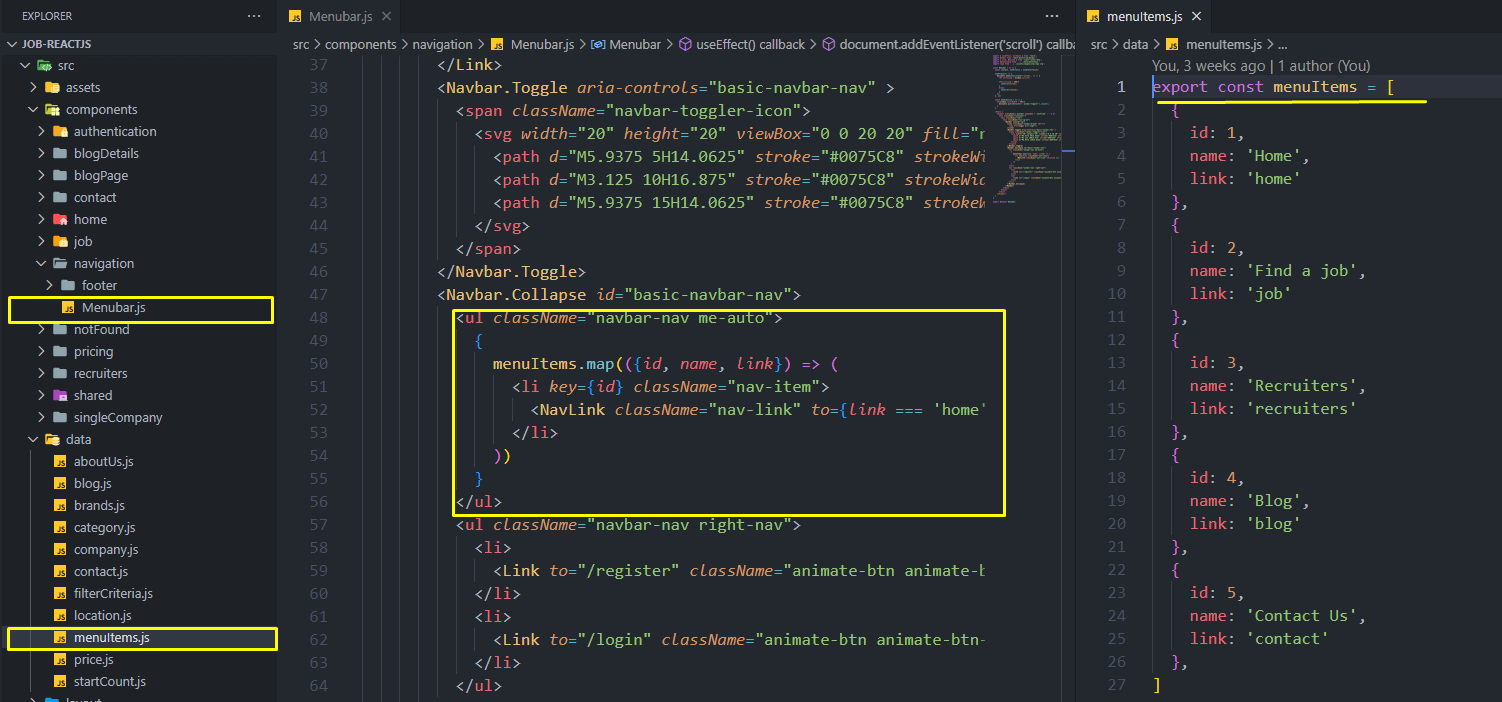 EXPLORER
JOB-REACTJS
src
assets
components
authentication
blogDetails
blogPage
contact
home
job
navigation
footer
Menubar.js
notFound
pricing
recruiters
shared
singleCompany
data
aboutUs.js
blog.js
brands.js
category.js
company.js
contact.js
filterCriteria.js
location.js
menuItems.js
price.js
startCount.js
layout
Menubar.js
src > components > navigation > Menubar.js > Menubar > useEffect() callback > document.addEventListener('scroll') callba
37 </Link>
38 <Navbar.Toggle aria-controls="basic-navbar-nav" >
39 <span className="navbar-toggler-icon">
40 <svg width="20" height="20" viewBox="0 0 20 20" fill="n
41 <path d="M5.9375 5H14.0625" stroke="#0075C8" strokeWi
42 <path d="M3.125 10H16.875" stroke="#0075C8" strokeWid
43 <path d="M5.9375 15H14.0625" stroke="#0075C8" strokeW
44 </svg>
45 </span>
46 </Navbar.Toggle>
47 <Navbar.Collapse id="basic-navbar-nav">
48 <ul className="navbar-nav me-auto">
49 {
50 menuItems.map(({id, name, link}) => (
51 <li key={id} className="nav-item">
52 <NavLink className="nav-link" to={link === 'home'
53 </li>
54 ))
55 }
56 </ul>
57 <ul className="navbar-nav right-nav">
58 <li>
59 <Link to="/register" className="animate-btn animate-b
60 </li>
61 <li>
62 <Link to="/login" className="animate-btn animate-btn-
63 </li>
64 </ul>
menuItems.js
src > data > menuItems.js > ...
You, 3 weeks ago | 1 author (You)
1 export const menuItems = [
2 {
3 id: 1,
4 name: 'Home',
5 link: 'home'
6 },
7 {
8 id: 2,
9 name: 'Find a job',
10 link: 'job'
11 },
12 {
13 id: 3,
14 name: 'Recruiters',
15 link: 'recruiters'
16 },
17 {
18 id: 4,
19 name: 'Blog',
20 link: 'blog'
21 },
22 {
23 id: 5,
24 name: 'Contact Us',
25 link: 'contact'
26 },
27 ]